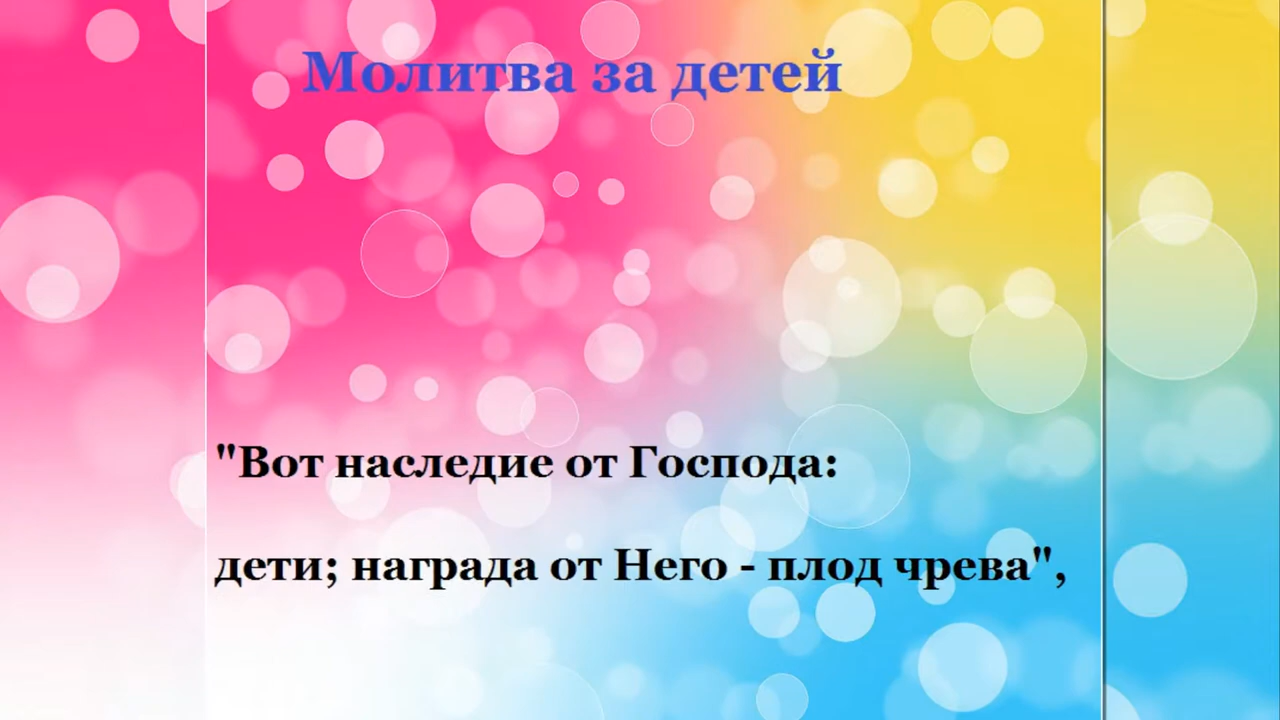 Молитва за детей
"Вот наследие от Господа:
дети; награда от Него - плод чрева",